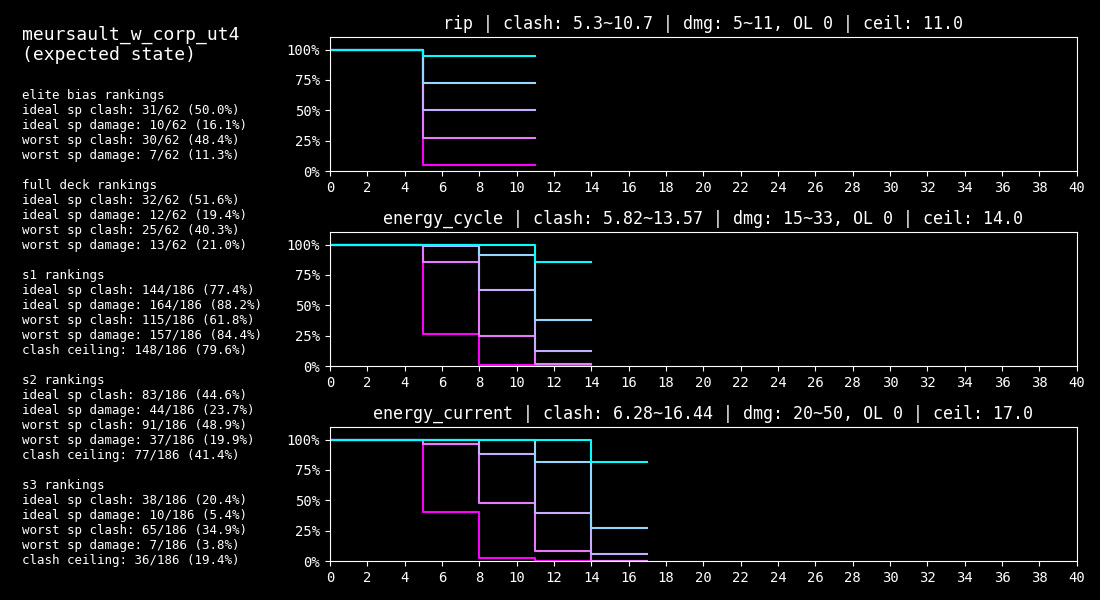 meursault_w_corp_ut4
(expected state)
elite bias rankings
ideal sp clash: 31/62 (50.0%)
ideal sp damage: 10/62 (16.1%)
worst sp clash: 30/62 (48.4%)
worst sp damage: 7/62 (11.3%)
full deck rankings
ideal sp clash: 32/62 (51.6%)
ideal sp damage: 12/62 (19.4%)
worst sp clash: 25/62 (40.3%)
worst sp damage: 13/62 (21.0%)
s1 rankings
ideal sp clash: 144/186 (77.4%)
ideal sp damage: 164/186 (88.2%)
worst sp clash: 115/186 (61.8%)
worst sp damage: 157/186 (84.4%)
clash ceiling: 148/186 (79.6%)
s2 rankings
ideal sp clash: 83/186 (44.6%)
ideal sp damage: 44/186 (23.7%)
worst sp clash: 91/186 (48.9%)
worst sp damage: 37/186 (19.9%)
clash ceiling: 77/186 (41.4%)
s3 rankings
ideal sp clash: 38/186 (20.4%)
ideal sp damage: 10/186 (5.4%)
worst sp clash: 65/186 (34.9%)
worst sp damage: 7/186 (3.8%)
clash ceiling: 36/186 (19.4%)
rip | clash: 5.3~10.7 | dmg: 5~11, OL 0 | ceil: 11.0
100%
75%
50%
25%
0%
0 2 4 6 8 10 12 14 16 18 20 22 24 26 28 30 32 34 36 38 40
energy_cycle | clash: 5.82~13.57 | dmg: 15~33, OL 0 | ceil: 14.0
100%
75%
50%
25%
0%
0 2 4 6 8 10 12 14 16 18 20 22 24 26 28 30 32 34 36 38 40
energy_current | clash: 6.28~16.44 | dmg: 20~50, OL 0 | ceil: 17.0
100%
75%
50%
25%
0%
0 2 4 6 8 10 12 14 16 18 20 22 24 26 28 30 32 34 36 38 40